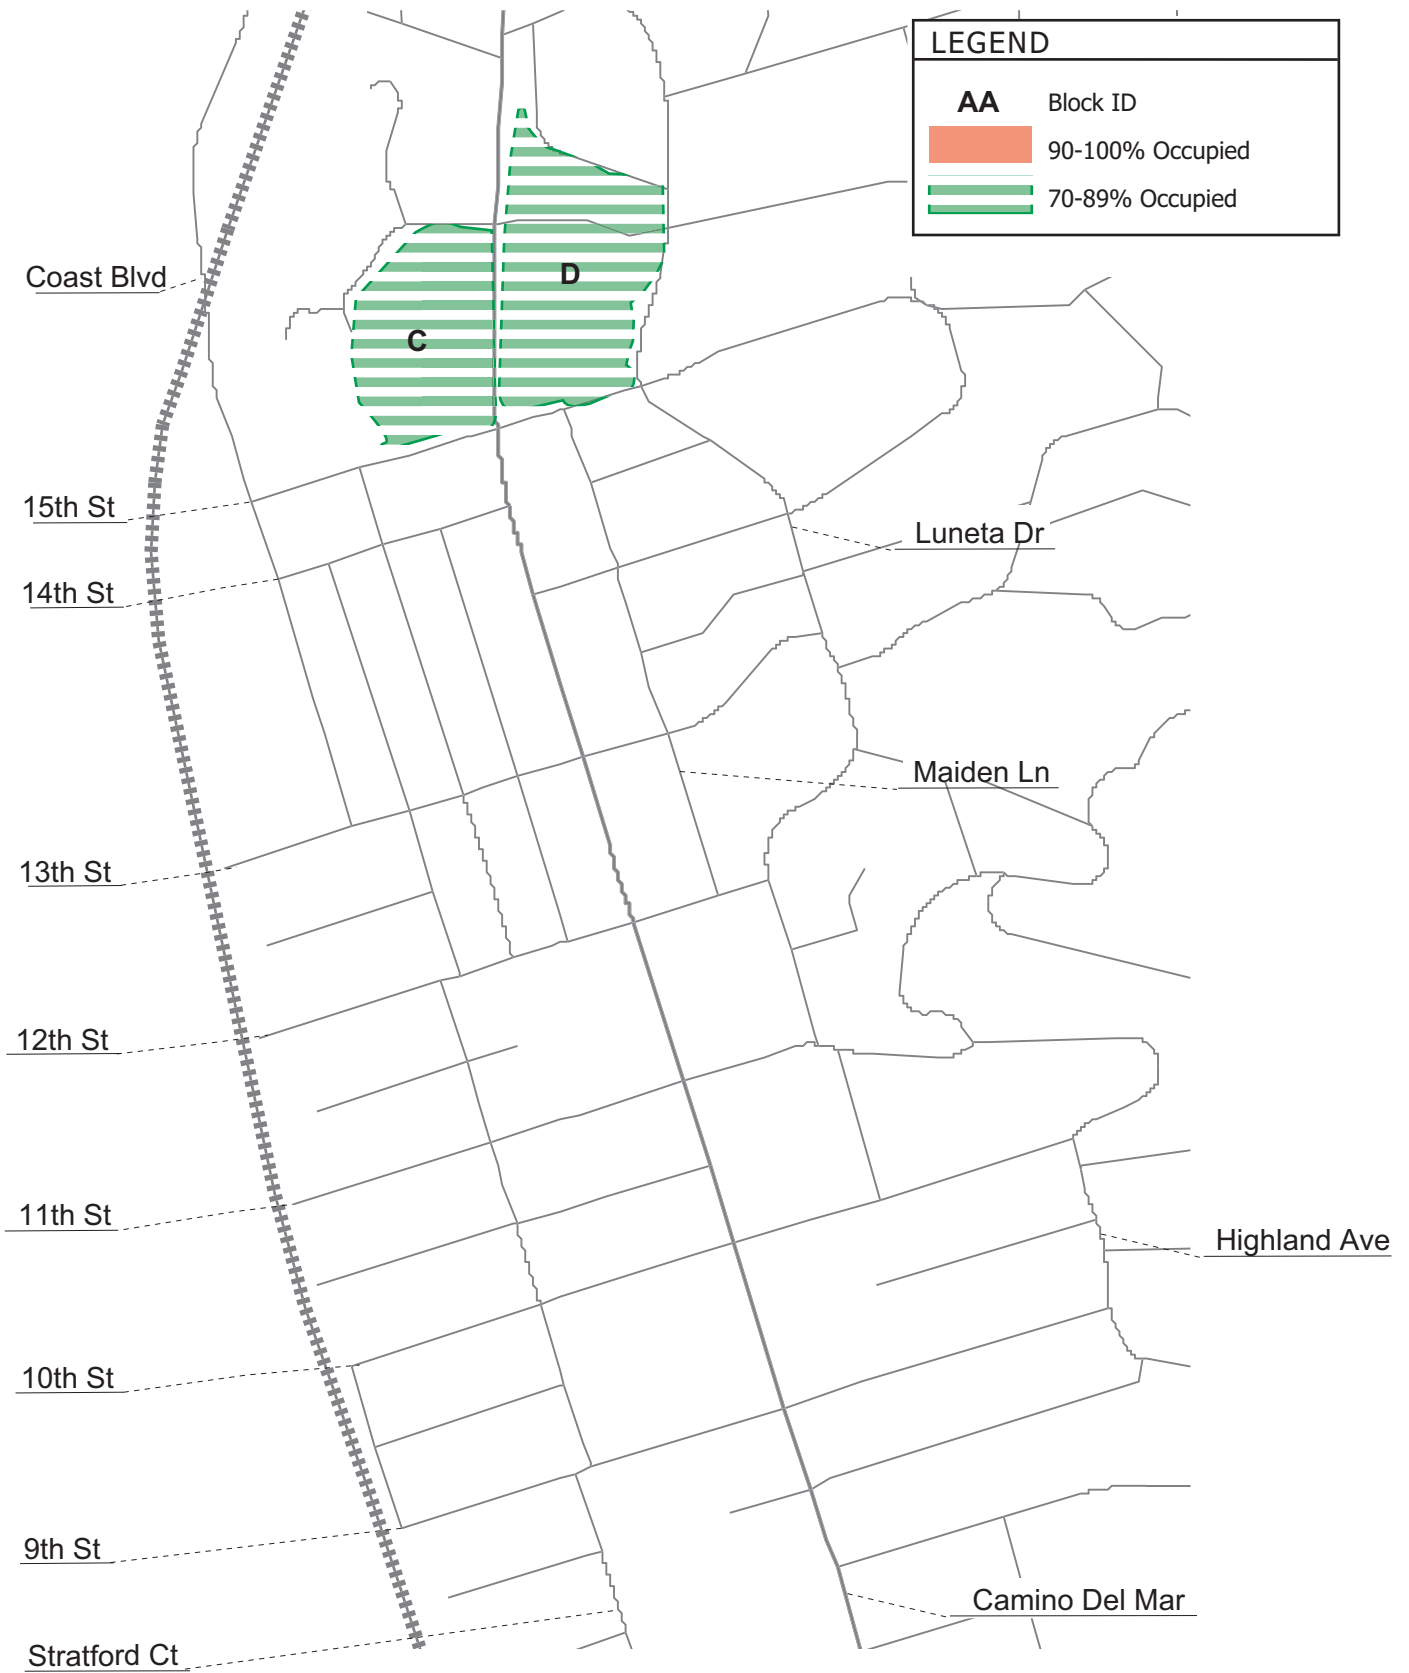 LEGEND
AA Block ID
90-100% Occupied
70-89% Occupied
Coast Blvd
D
C
15th St
Luneta Dr
14th St
Maiden Ln
13th St
12th St
11th St
Highland Ave
10th St
9th St
Camino Del Mar
Stratford Ct